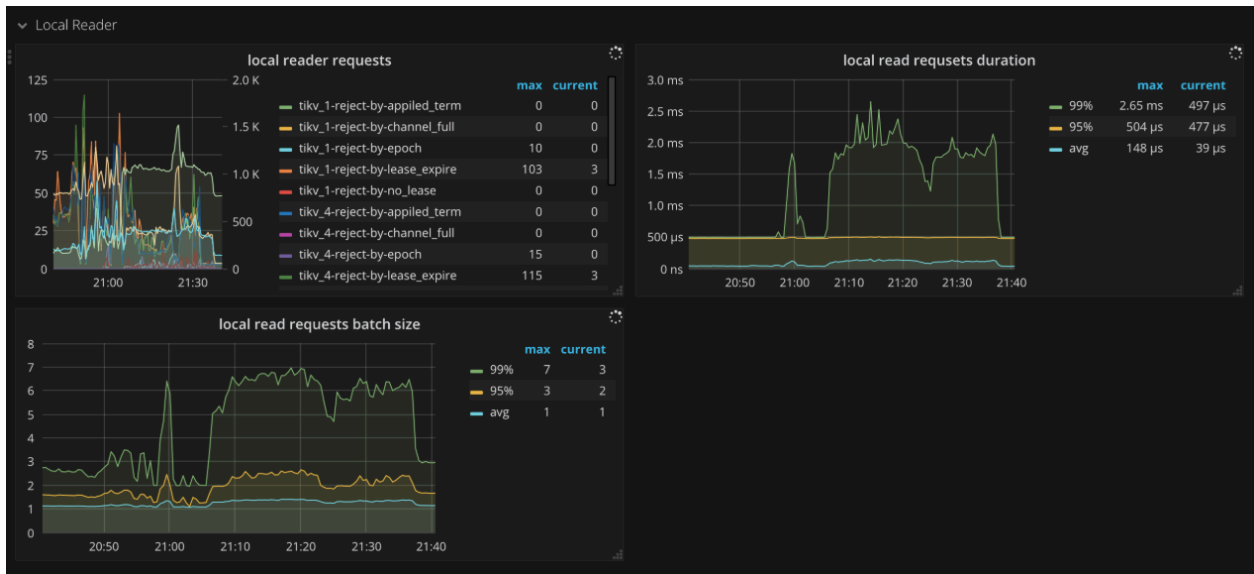 Local Reader
local reader requests
125
100
75
50
25
0
2.0 K
1.5 K
1.0 K
500
0
21:00 21:30
max current
tikv_1-reject-by-appiled_term 0 0
tikv_1-reject-by-channel_full 0 0
tikv_1-reject-by-epoch 10 0
tikv_1-reject-by-lease_expire 103 3
tikv_1-reject-by-no_lease 0 0
tikv_4-reject-by-appiled_term 0 0
tikv_4-reject-by-channel_full 0 0
tikv_4-reject-by-epoch 15 0
tikv_4-reject-by-lease_expire 115 3
local read requsets duration
3.0 ms
2.5 ms
2.0 ms
1.5 ms
1.0 ms
500 µs
0 ns
20:50 21:00 21:10 21:20 21:30 21:40
max current
99% 2.65 ms 497 µs
95% 504 µs 477 µs
avg 148 µs 39 µs
local read requests batch size
8
7
6
5
4
3
2
1
0
20:50 21:00 21:10 21:20 21:30 21:40
max current
99% 7 3
95% 3 2
avg 1 1